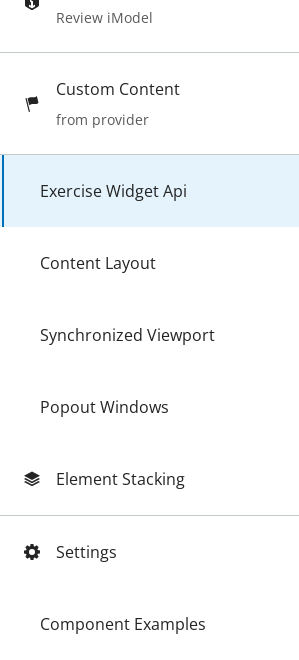 Review iModel
Custom Content
from provider
Exercise Widget Api
Content Layout
Synchronized Viewport
Popout Windows
Element Stacking
Settings
Component Examples